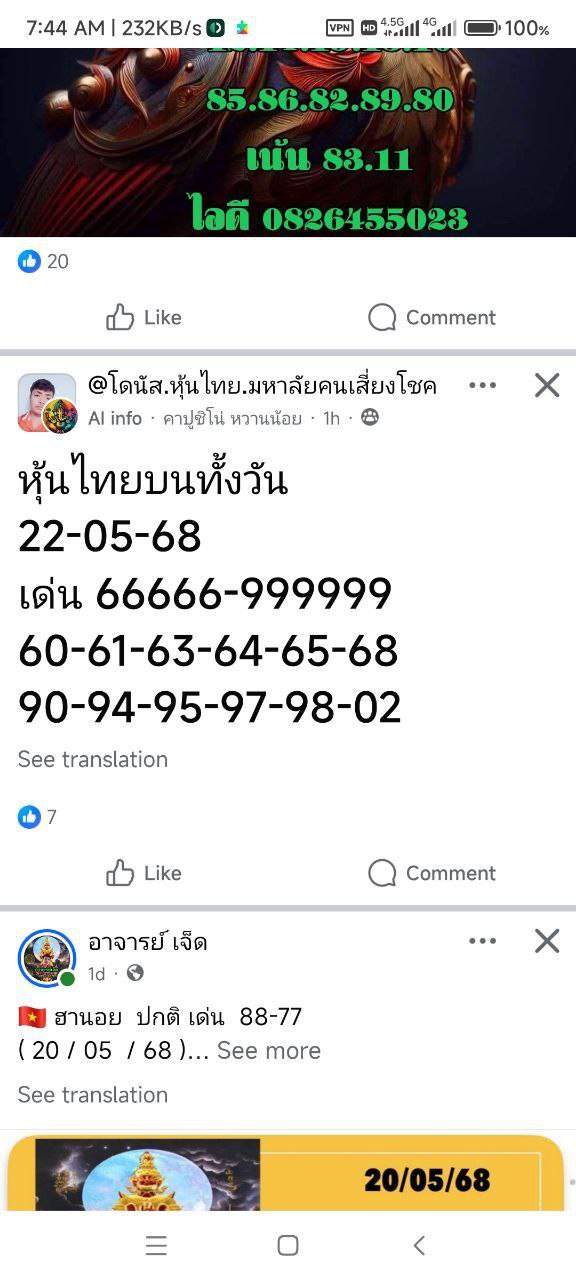 7:44 AM | 232KB/s
VPN HD 4.5G 4G 100%
85.86.82.89.80
เน้น 83.11
ไอดี 0826455023
20
Like Comment
@โดนัส.หุ้นไทย.มหาลัยคนเสี่ยงโชค
AI info · คาปูชิโน่ หวานน้อย · 1h ·
หุ้นไทยบนทั้งวัน
22-05-68
เด่น 66666-999999
60-61-63-64-65-68
90-94-95-97-98-02
See translation
7
Like Comment
อาจารย์ เจ็ด
1d ·
🇻🇳 ฮานอย ปกติ เด่น 88-77
( 20 / 05 / 68 )... See more
See translation
20/05/68